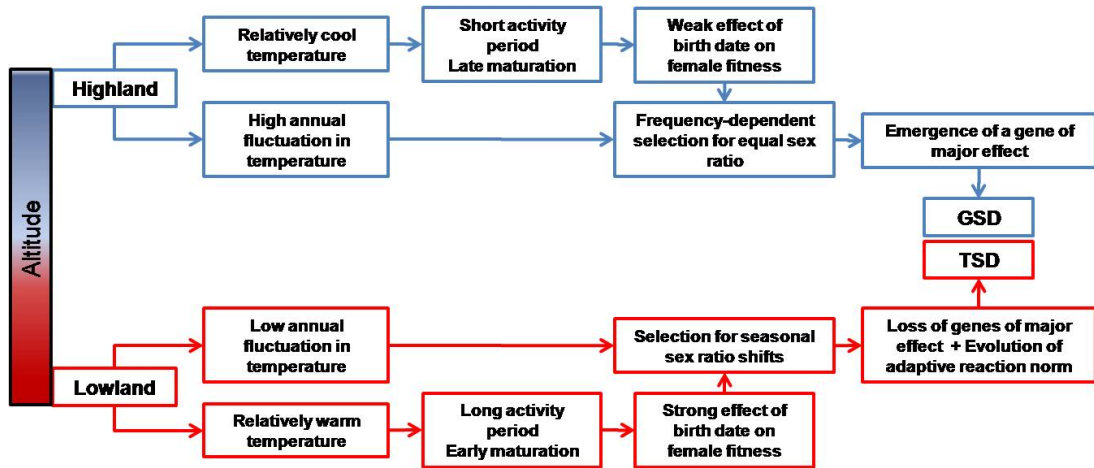 Altitude
Highland
Relatively cool
temperature
Short activity
period
Late maturation
Weak effect of
birth date on
female fitness
High annual
fluctuation in
temperature
Frequency-dependent
selection for equal sex
ratio
Emergence of a gene of
major effect
GSD
TSD
Low annual
fluctuation in
temperature
Selection for seasonal
sex ratio shifts
Loss of genes of major
effect + Evolution of
adaptive reaction norm
Lowland
Relatively warm
temperature
Long activity
period
Early maturation
Strong effect of
birth date on
female fitness